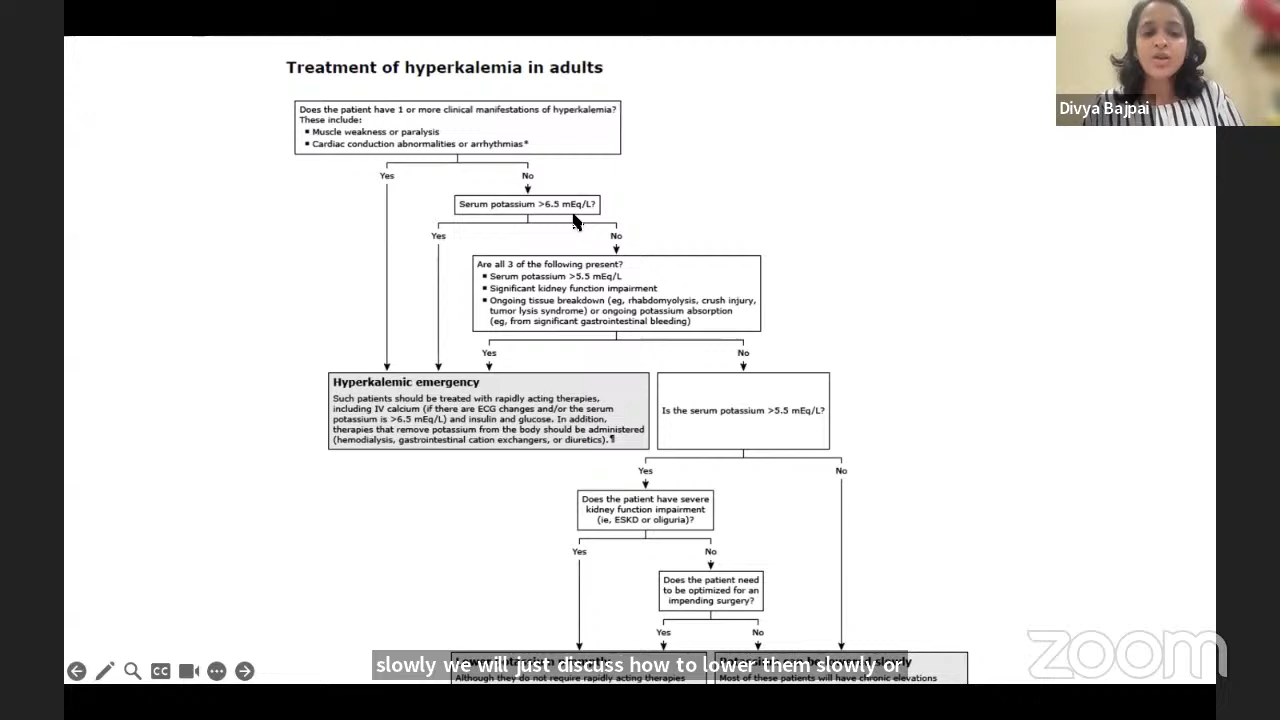 Divya Bajpai
Treatment of hyperkalemia in adults
Does the patient have 1 or more clinical manifestations of hyperkalemia?
These include:
▪ Muscle weakness or paralysis
▪ Cardiac conduction abnormalities or arrhythmias*
Yes
No
Serum potassium >6.5 mEq/L?
Yes
No
Are all 3 of the following present?
▪ Serum potassium >5.5 mEq/L
▪ Significant kidney function impairment
▪ Ongoing tissue breakdown (eg, rhabdomyolysis, crush injury,
tumor lysis syndrome) or ongoing potassium absorption
(eg, from significant gastrointestinal bleeding)
Yes
No
Hyperkalemic emergency
Such patients should be treated with rapidly acting therapies,
including IV calcium (if there are ECG changes and/or the serum
potassium is >6.5 mEq/L) and insulin and glucose. In addition,
therapies that remove potassium from the body should be administered
(hemodialysis, gastrointestinal cation exchangers, or diuretics).¶
Is the serum potassium >5.5 mEq/L?
Yes
No
Does the patient have severe
kidney function impairment
(ie, ESKD or oliguria)?
Yes
No
Does the patient need
to be optimized for an
impending surgery?
Yes
No
slowly we will just discuss how to lower them slowly or
Although they do not require rapidly acting therapies
Most of these patients will have chronic elevations
CC
zoom